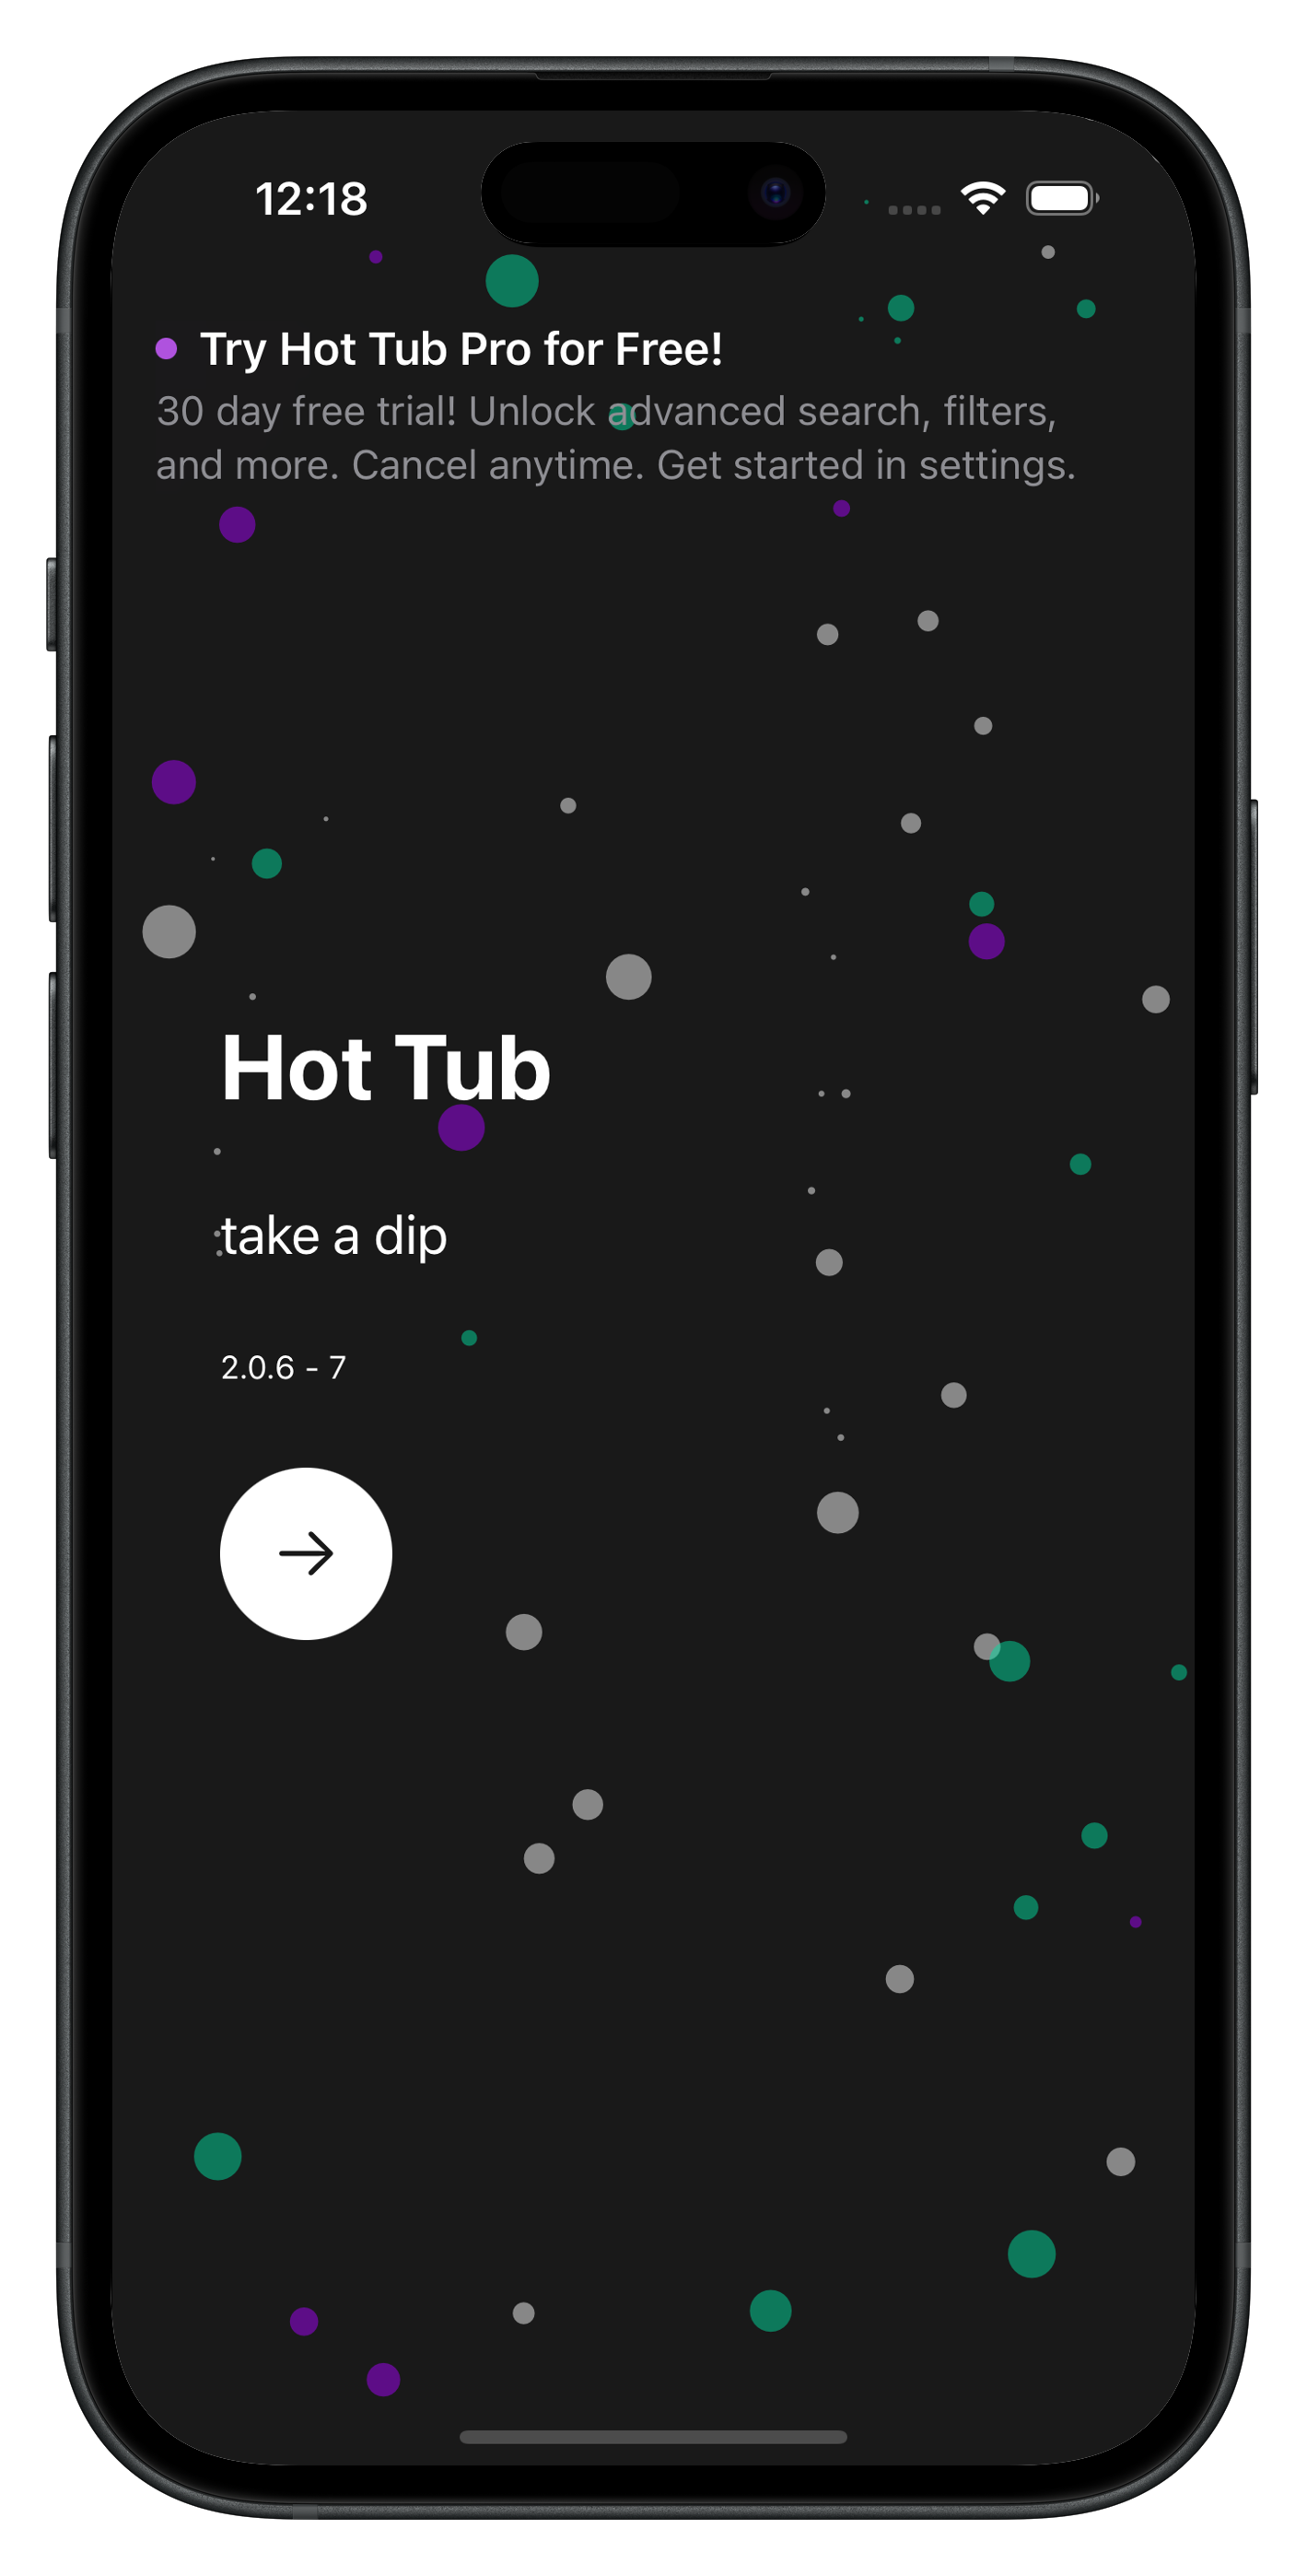 12:18
Try Hot Tub Pro for Free!
30 day free trial! Unlock advanced search, filters,
and more. Cancel anytime. Get started in settings.
Hot Tub
take a dip
2.0.6 - 7